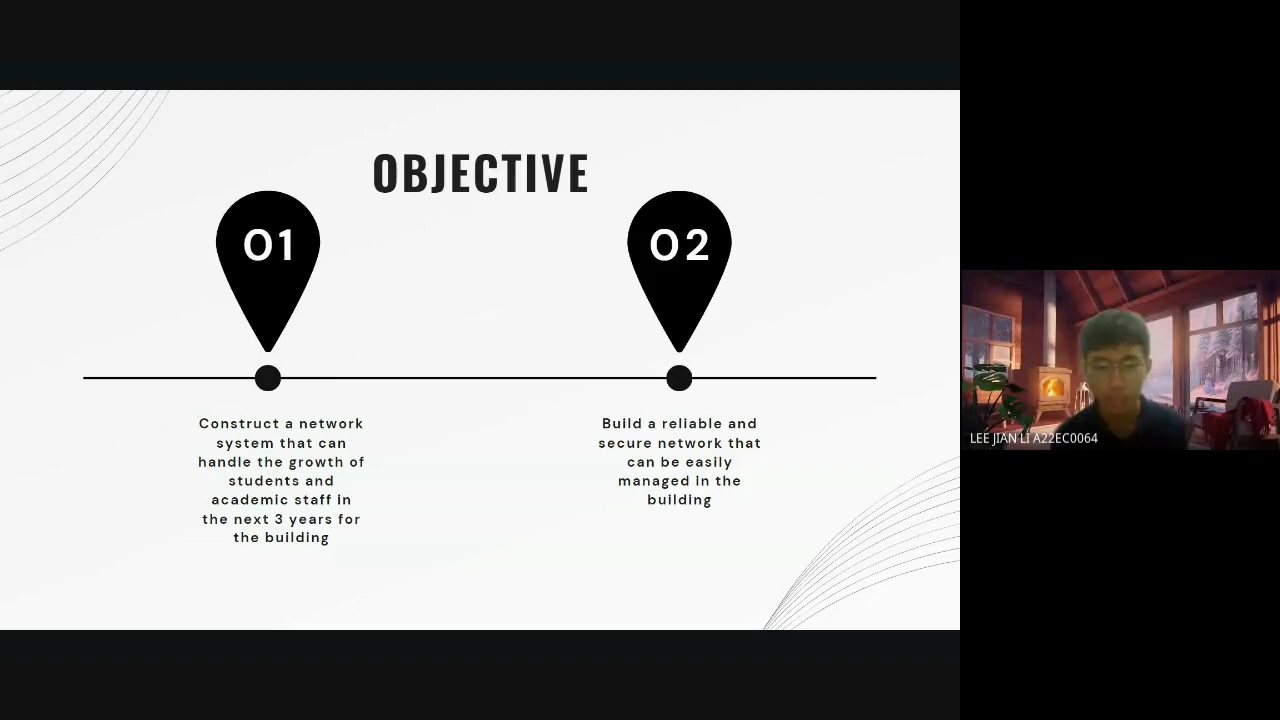 OBJECTIVE
01
Construct a network
system that can
handle the growth of
students and
academic staff in
the next 3 years for
the building
02
Build a reliable and
secure network that
can be easily
managed in the
building
LEE JIAN LI A22EC0064